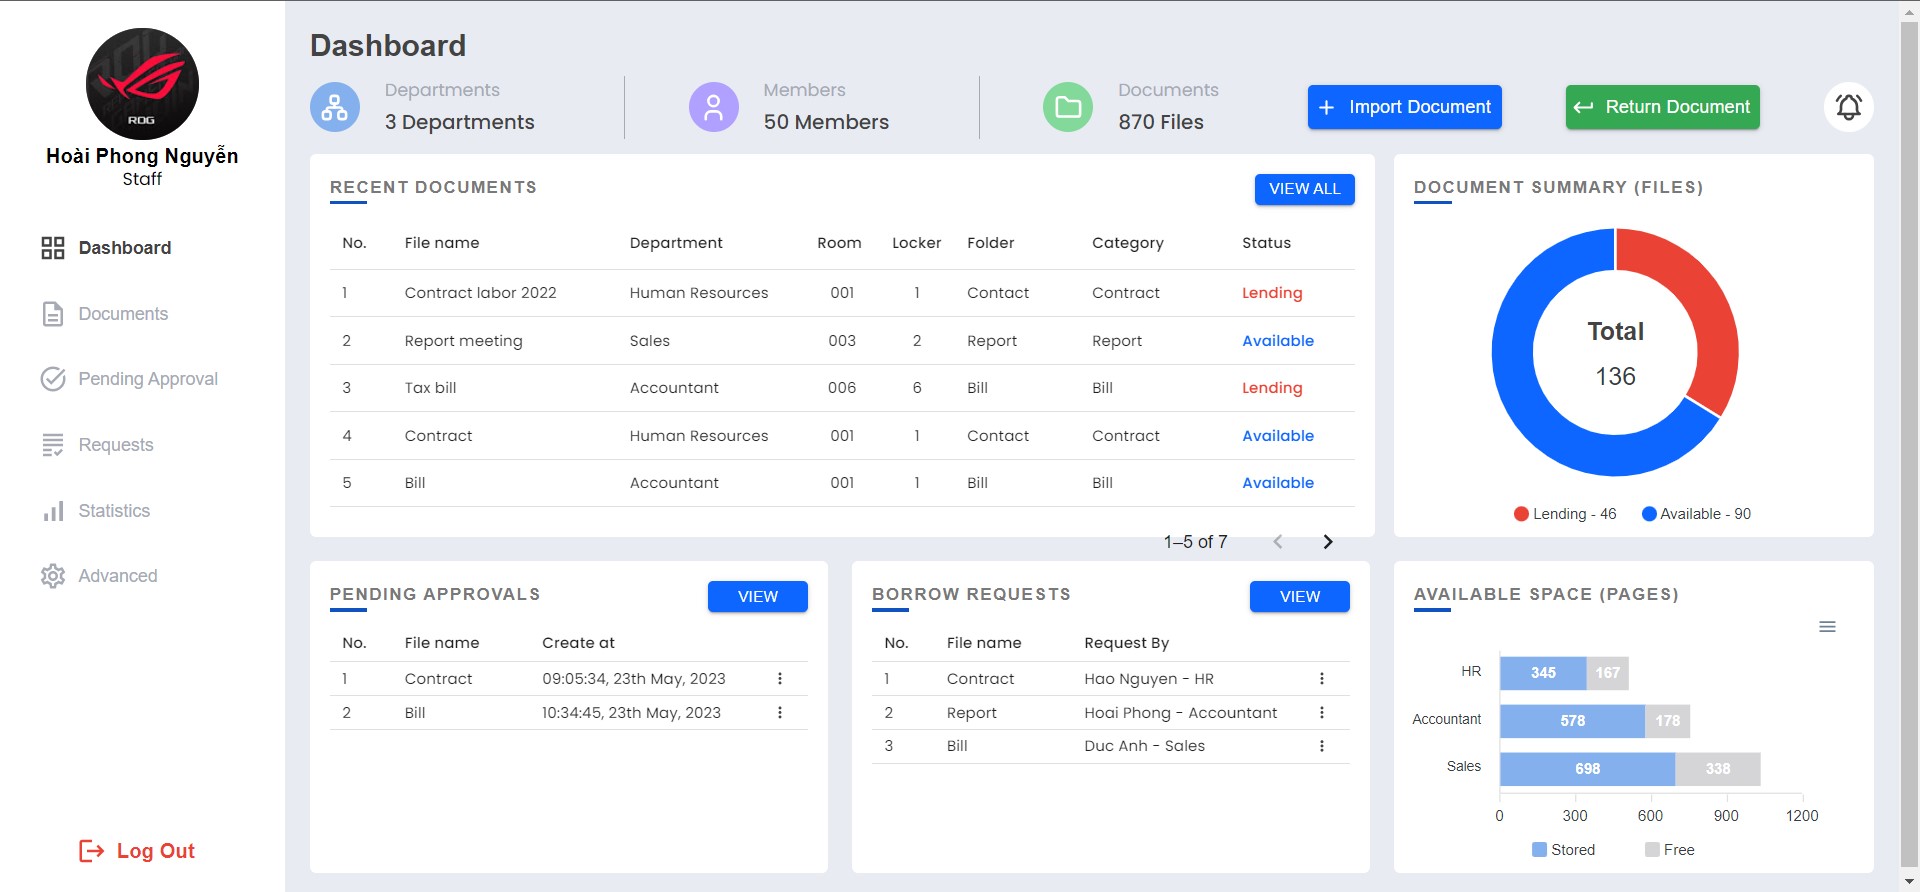 ROG
Hoài Phong Nguyễn
Staff
Dashboard
Documents
Pending Approval
Requests
Statistics
Advanced
Log Out
Dashboard
Departments
3 Departments
Members
50 Members
Documents
870 Files
Import Document
Return Document
RECENT DOCUMENTS
VIEW ALL
No. File name Department Room Locker Folder Category Status
1 Contract labor 2022 Human Resources 001 1 Contact Contract Lending
2 Report meeting Sales 003 2 Report Report Available
3 Tax bill Accountant 006 6 Bill Bill Lending
4 Contract Human Resources 001 1 Contact Contract Available
5 Bill Accountant 001 1 Bill Bill Available
1–5 of 7
DOCUMENT SUMMARY (FILES)
Total
136
Lending - 46 Available - 90
PENDING APPROVALS
VIEW
No. File name Create at
1 Contract 09:05:34, 23th May, 2023
2 Bill 10:34:45, 23th May, 2023
BORROW REQUESTS
VIEW
No. File name Request By
1 Contract Hao Nguyen - HR
2 Report Hoai Phong - Accountant
3 Bill Duc Anh - Sales
AVAILABLE SPACE (PAGES)
HR 345 167
Accountant 578 178
Sales 698 338
0 300 600 900 1200
Stored Free